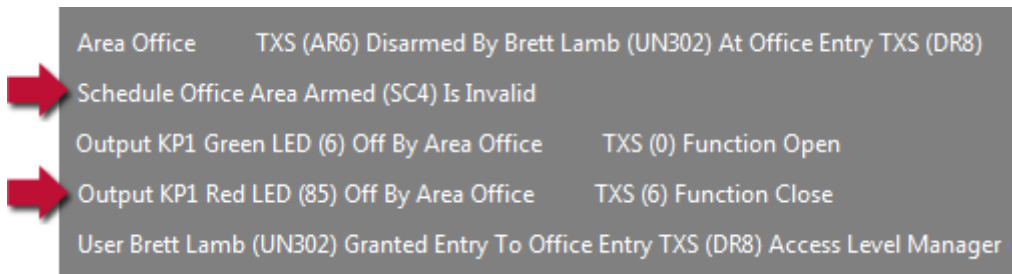 Area Office TXS (AR6) Disarmed By Brett Lamb (UN302) At Office Entry TXS (DR8)
Schedule Office Area Armed (SC4) Is Invalid
Output KP1 Green LED (6) Off By Area Office TXS (0) Function Open
Output KP1 Red LED (85) Off By Area Office TXS (6) Function Close
User Brett Lamb (UN302) Granted Entry To Office Entry TXS (DR8) Access Level Manager